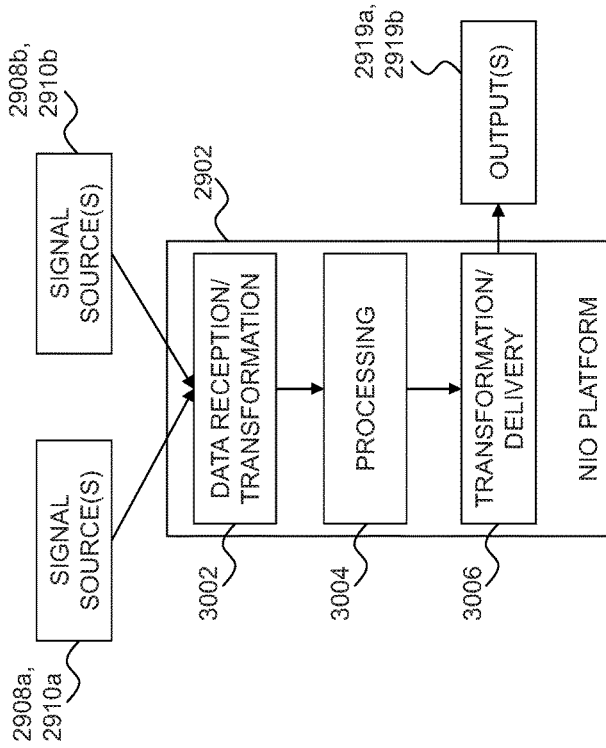 2908a,
2910a
SIGNAL
SOURCE(S)
SIGNAL
SOURCE(S)
2908b,
2910b
2902
3002
DATA RECEPTION/
TRANSFORMATION
3004
PROCESSING
3006
TRANSFORMATION/
DELIVERY
NIO PLATFORM
OUTPUT(S)
2919a,
2919b